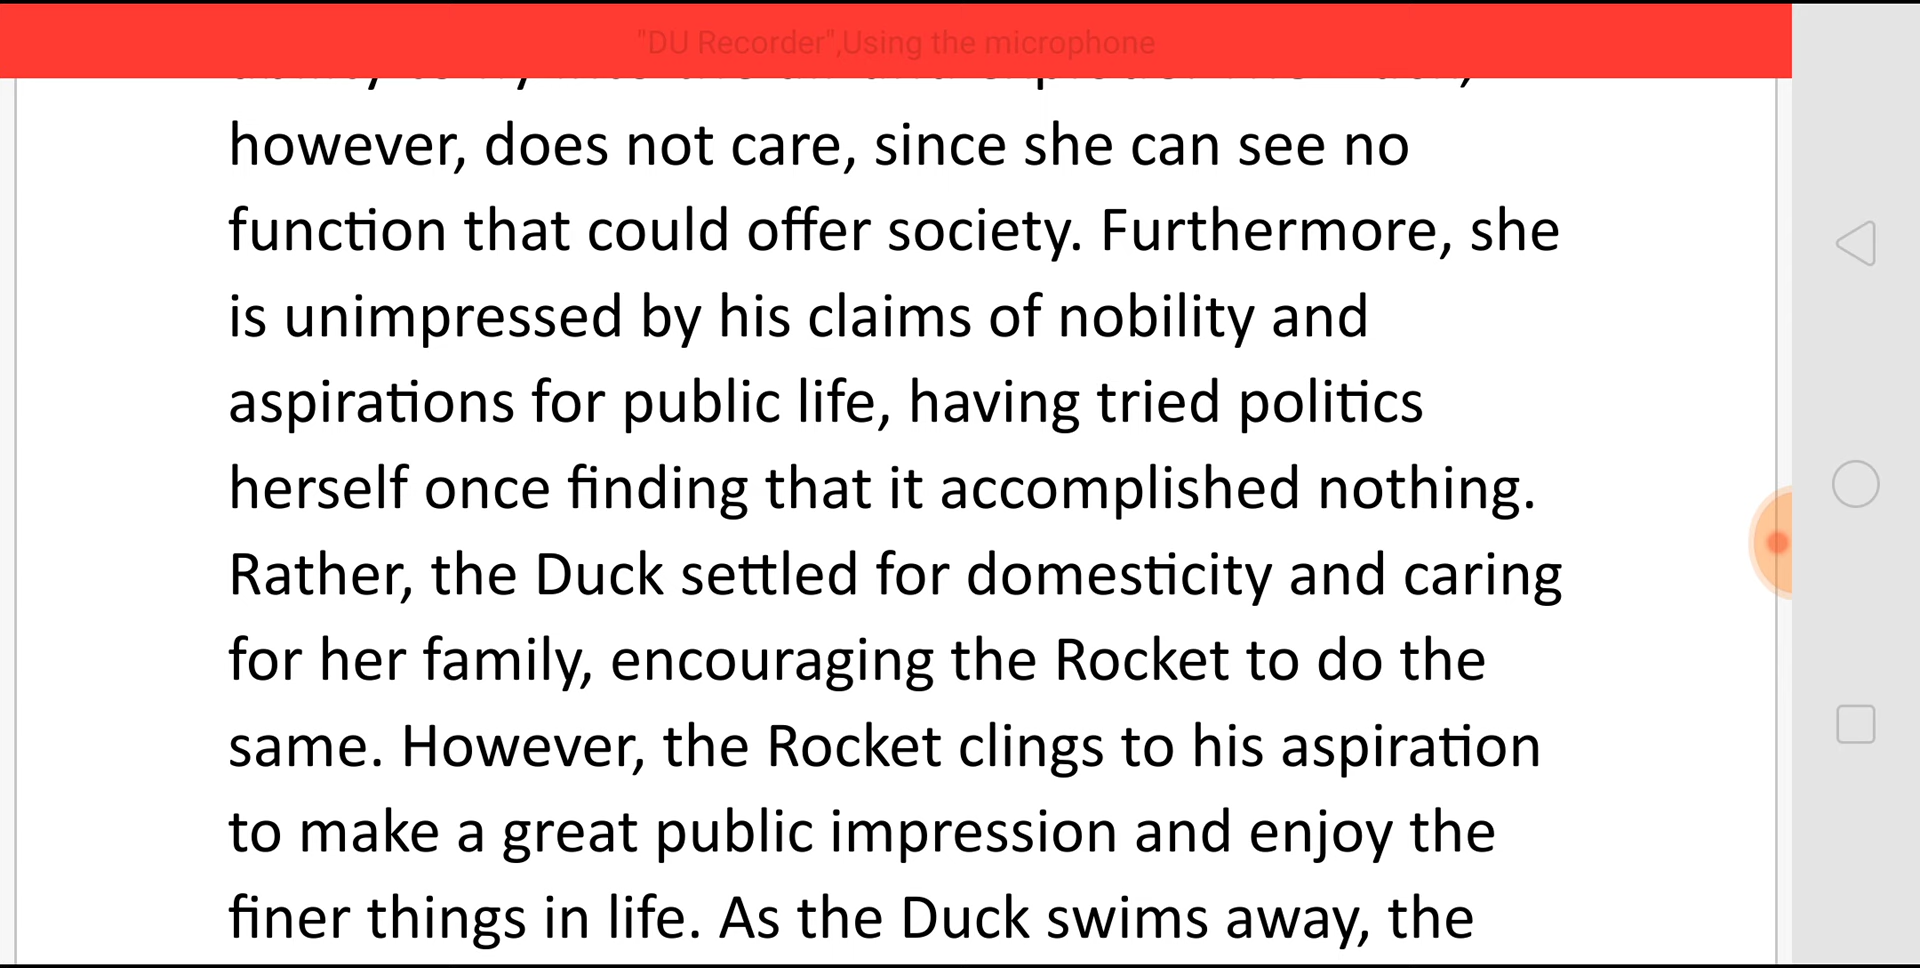 "DU Recorder",Using the microphone
however, does not care, since she can see no
function that could offer society. Furthermore, she
is unimpressed by his claims of nobility and
aspirations for public life, having tried politics
herself once finding that it accomplished nothing.
Rather, the Duck settled for domesticity and caring
for her family, encouraging the Rocket to do the
same. However, the Rocket clings to his aspiration
to make a great public impression and enjoy the
finer things in life. As the Duck swims away, the